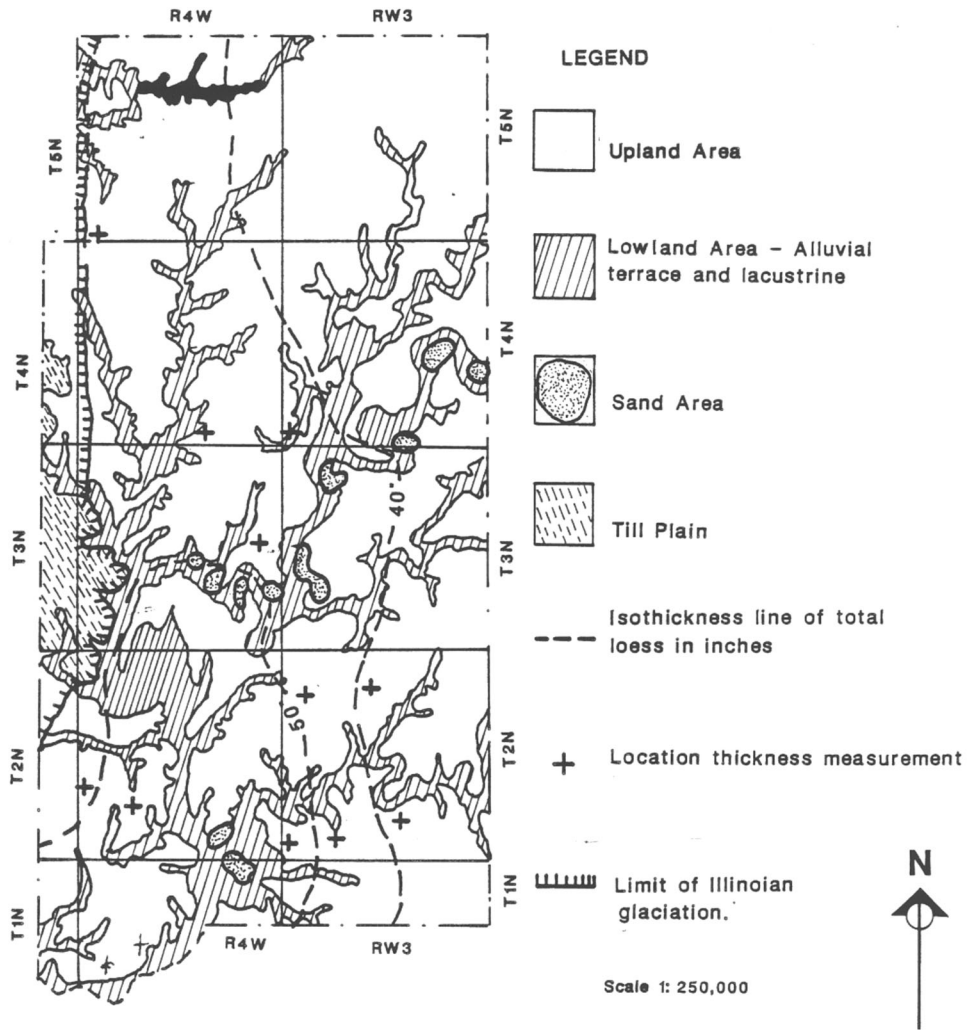 R4W
RW3
T5N
T5N
T4N
T4N
40"
T3N
T3N
50
T2N
T2N
T1N
T1N
R4W
RW3
LEGEND
Upland Area
Lowland Area - Alluvial
terrace and lacustrine
Sand Area
Till Plain
Isothickness line of total
loess in inches
Location thickness measurement
Limit of Illinoian
glaciation.
Scale 1: 250,000
N